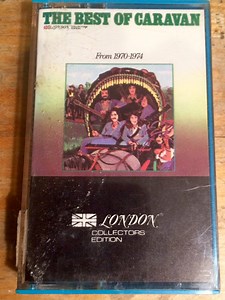 THE BEST OF CARAVAN
From 1970-1974
LONDON
COLLECTORS
EDITION